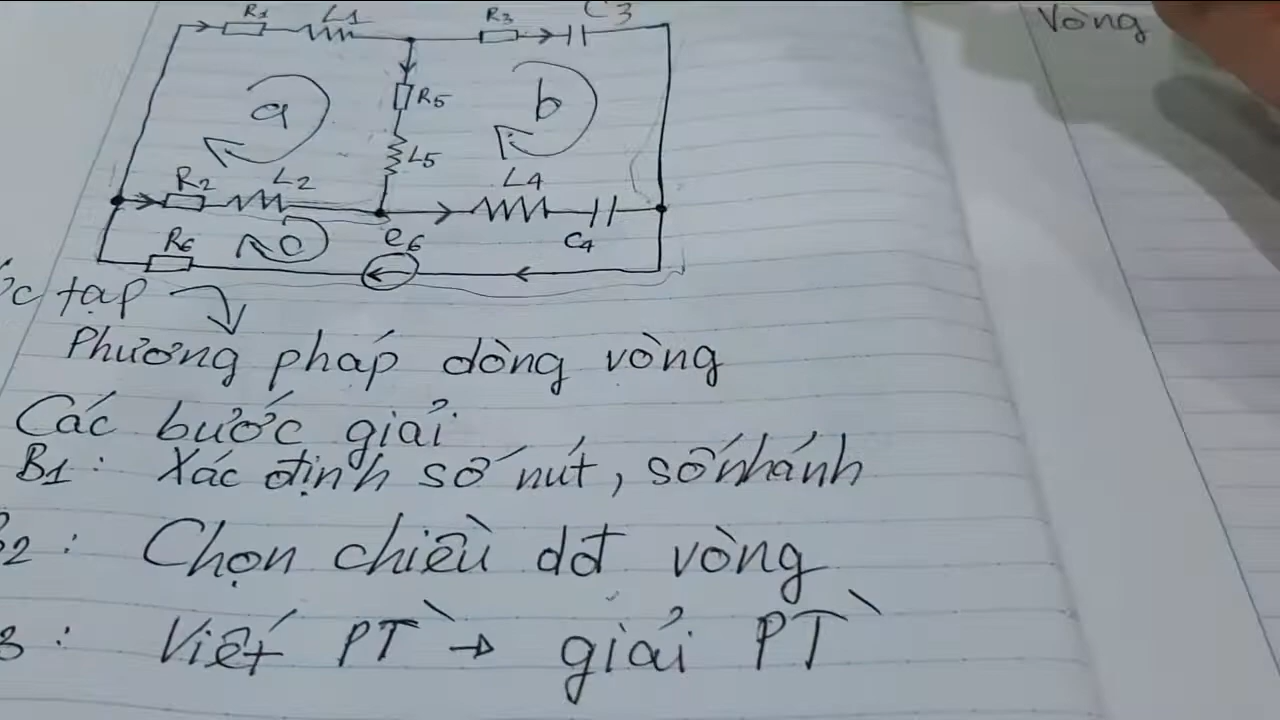 Vòng
R1 L1 R3 C3
a b R5
L5
R2 L2 L4
R6 c e6 C4
tạp
Phương pháp dòng vòng
Các bước giải
B1: Xác định số nút, số nhánh
2: Chọn chiều dđ vòng
3: Viết PT → giải PT